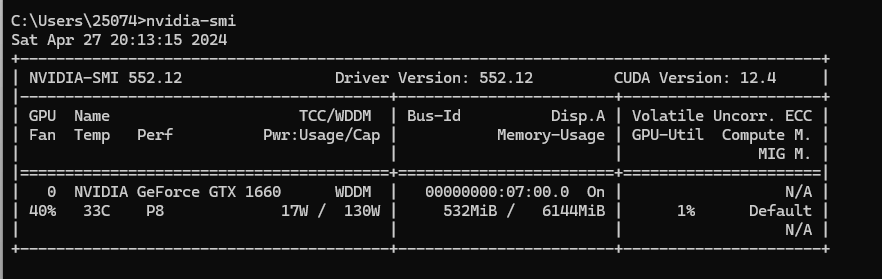 C:\Users\25074>nvidia-smi
Sat Apr 27 20:13:15 2024
+-----------------------------------------------------------------------------------------+
| NVIDIA-SMI 552.12                 Driver Version: 552.12         CUDA Version: 12.4     |
|-----------------------------------------+------------------------+----------------------+
| GPU  Name                     TCC/WDDM  | Bus-Id          Disp.A | Volatile Uncorr. ECC |
| Fan  Temp   Perf          Pwr:Usage/Cap |           Memory-Usage | GPU-Util  Compute M. |
|                                         |                        |               MIG M. |
|=========================================+========================+======================|
|   0  NVIDIA GeForce GTX 1660      WDDM  |   00000000:07:00.0  On |                  N/A |
| 40%   33C    P8             17W /  130W |     532MiB /   6144MiB |      1%      Default |
|                                         |                        |                  N/A |
+-----------------------------------------+------------------------+----------------------+